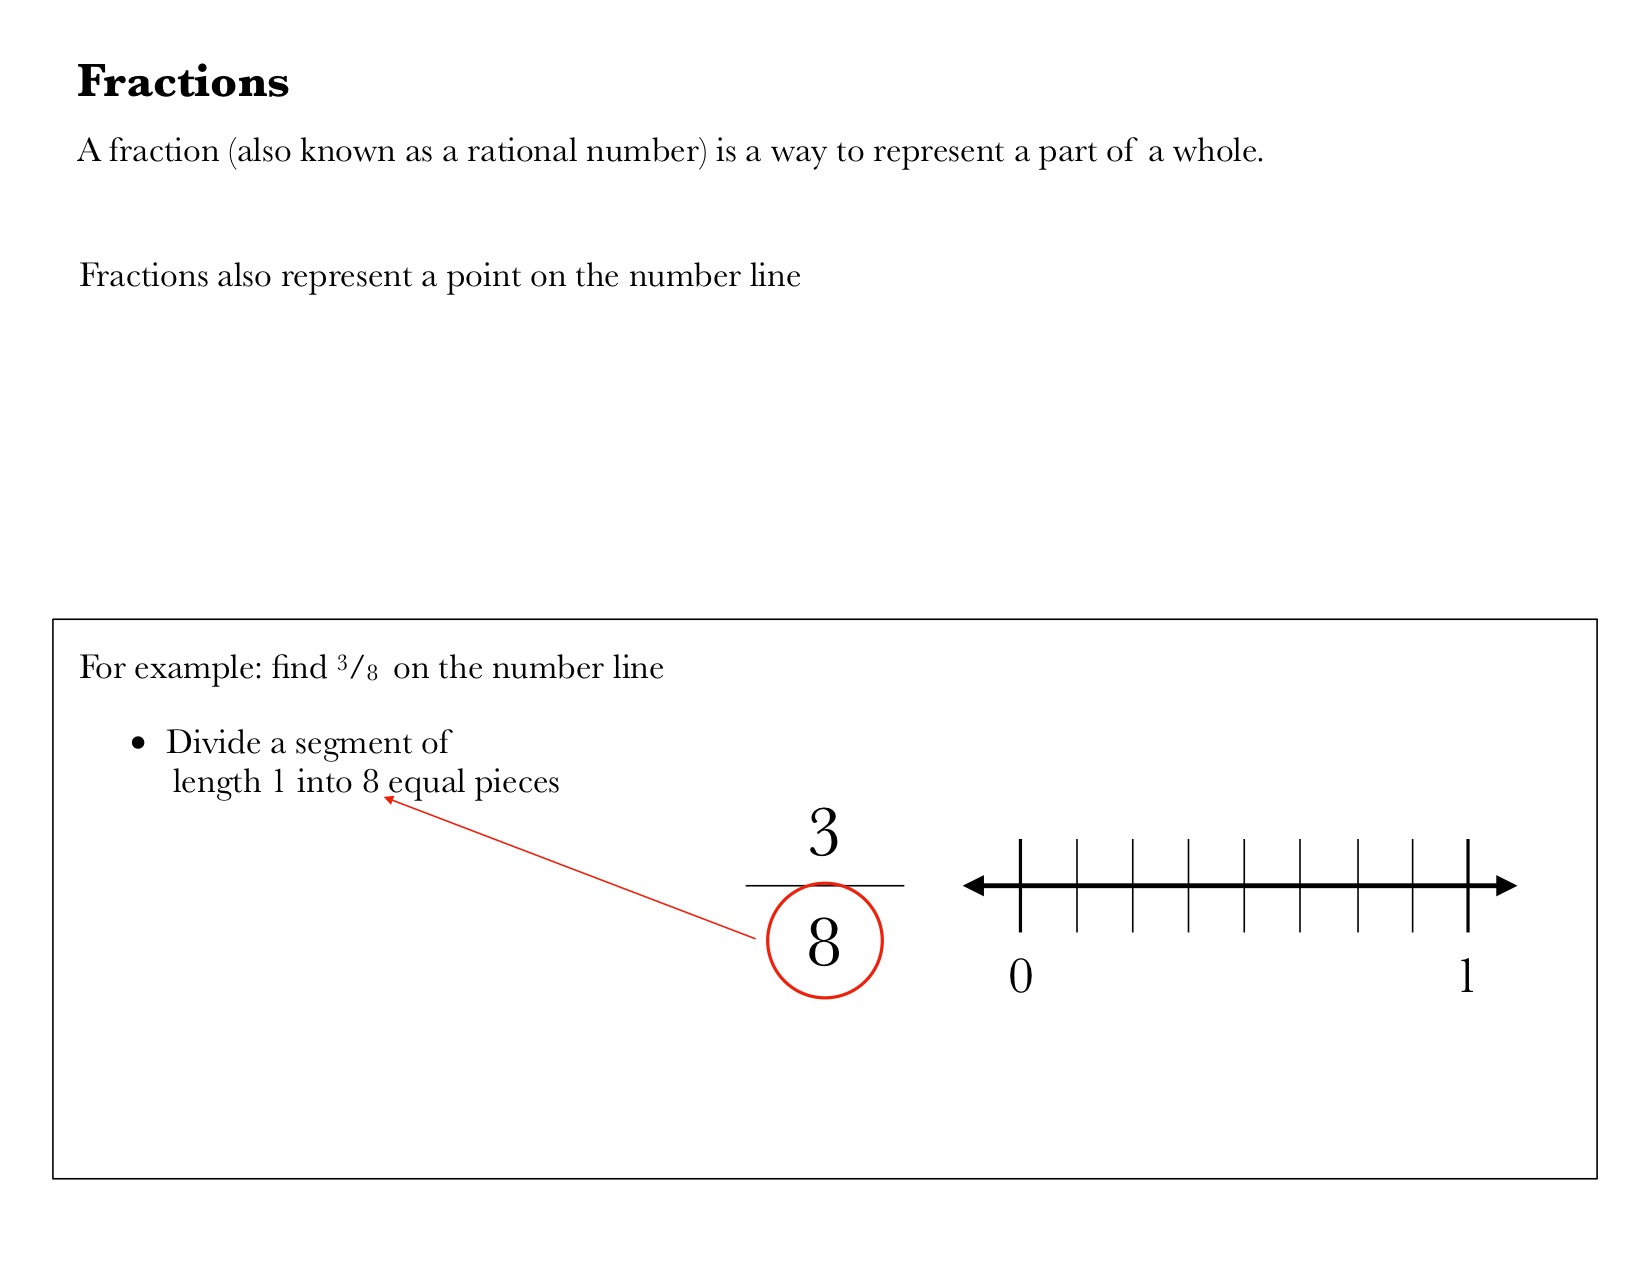 Fractions
A fraction (also known as a rational number) is a way to represent a part of a whole.
Fractions also represent a point on the number line
For example: find 3/8 on the number line
• Divide a segment of
length 1 into 8 equal pieces
3
8
0 1